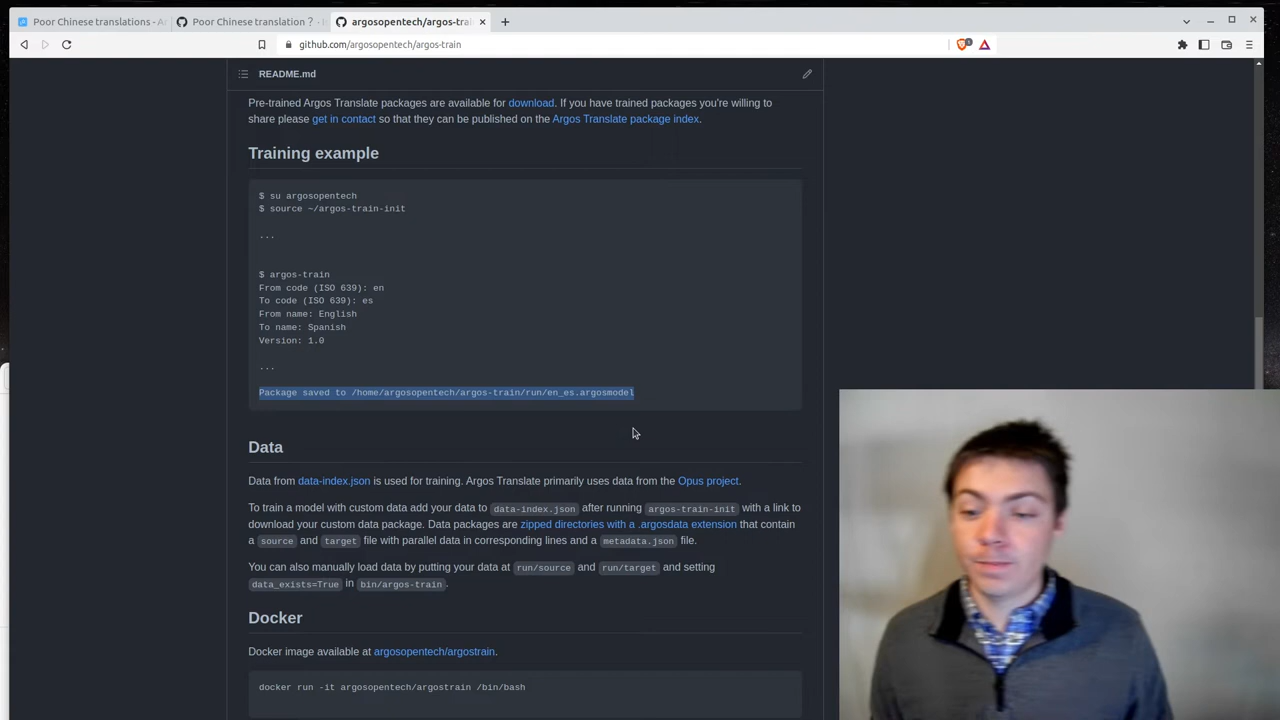 Poor Chinese translations - Ar
Poor Chinese translation ? · I
argosopentech/argos-trai
github.com/argosopentech/argos-train
README.md
Pre-trained Argos Translate packages are available for download. If you have trained packages you're willing to
share please get in contact so that they can be published on the Argos Translate package index.
Training example
$ su argosopentech
$ source ~/argos-train-init
...
$ argos-train
From code (ISO 639): en
To code (ISO 639): es
From name: English
To name: Spanish
Version: 1.0
...
Package saved to /home/argosopentech/argos-train/run/en_es.argosmodel
Data
Data from data-index.json is used for training. Argos Translate primarily uses data from the Opus project.
To train a model with custom data add your data to data-index.json after running argos-train-init with a link to
download your custom data package. Data packages are zipped directories with a .argosdata extension that contain
a source and target file with parallel data in corresponding lines and a metadata.json file.
You can also manually load data by putting your data at run/source and run/target and setting
data_exists=True in bin/argos-train.
Docker
Docker image available at argosopentech/argostrain.
docker run -it argosopentech/argostrain /bin/bash